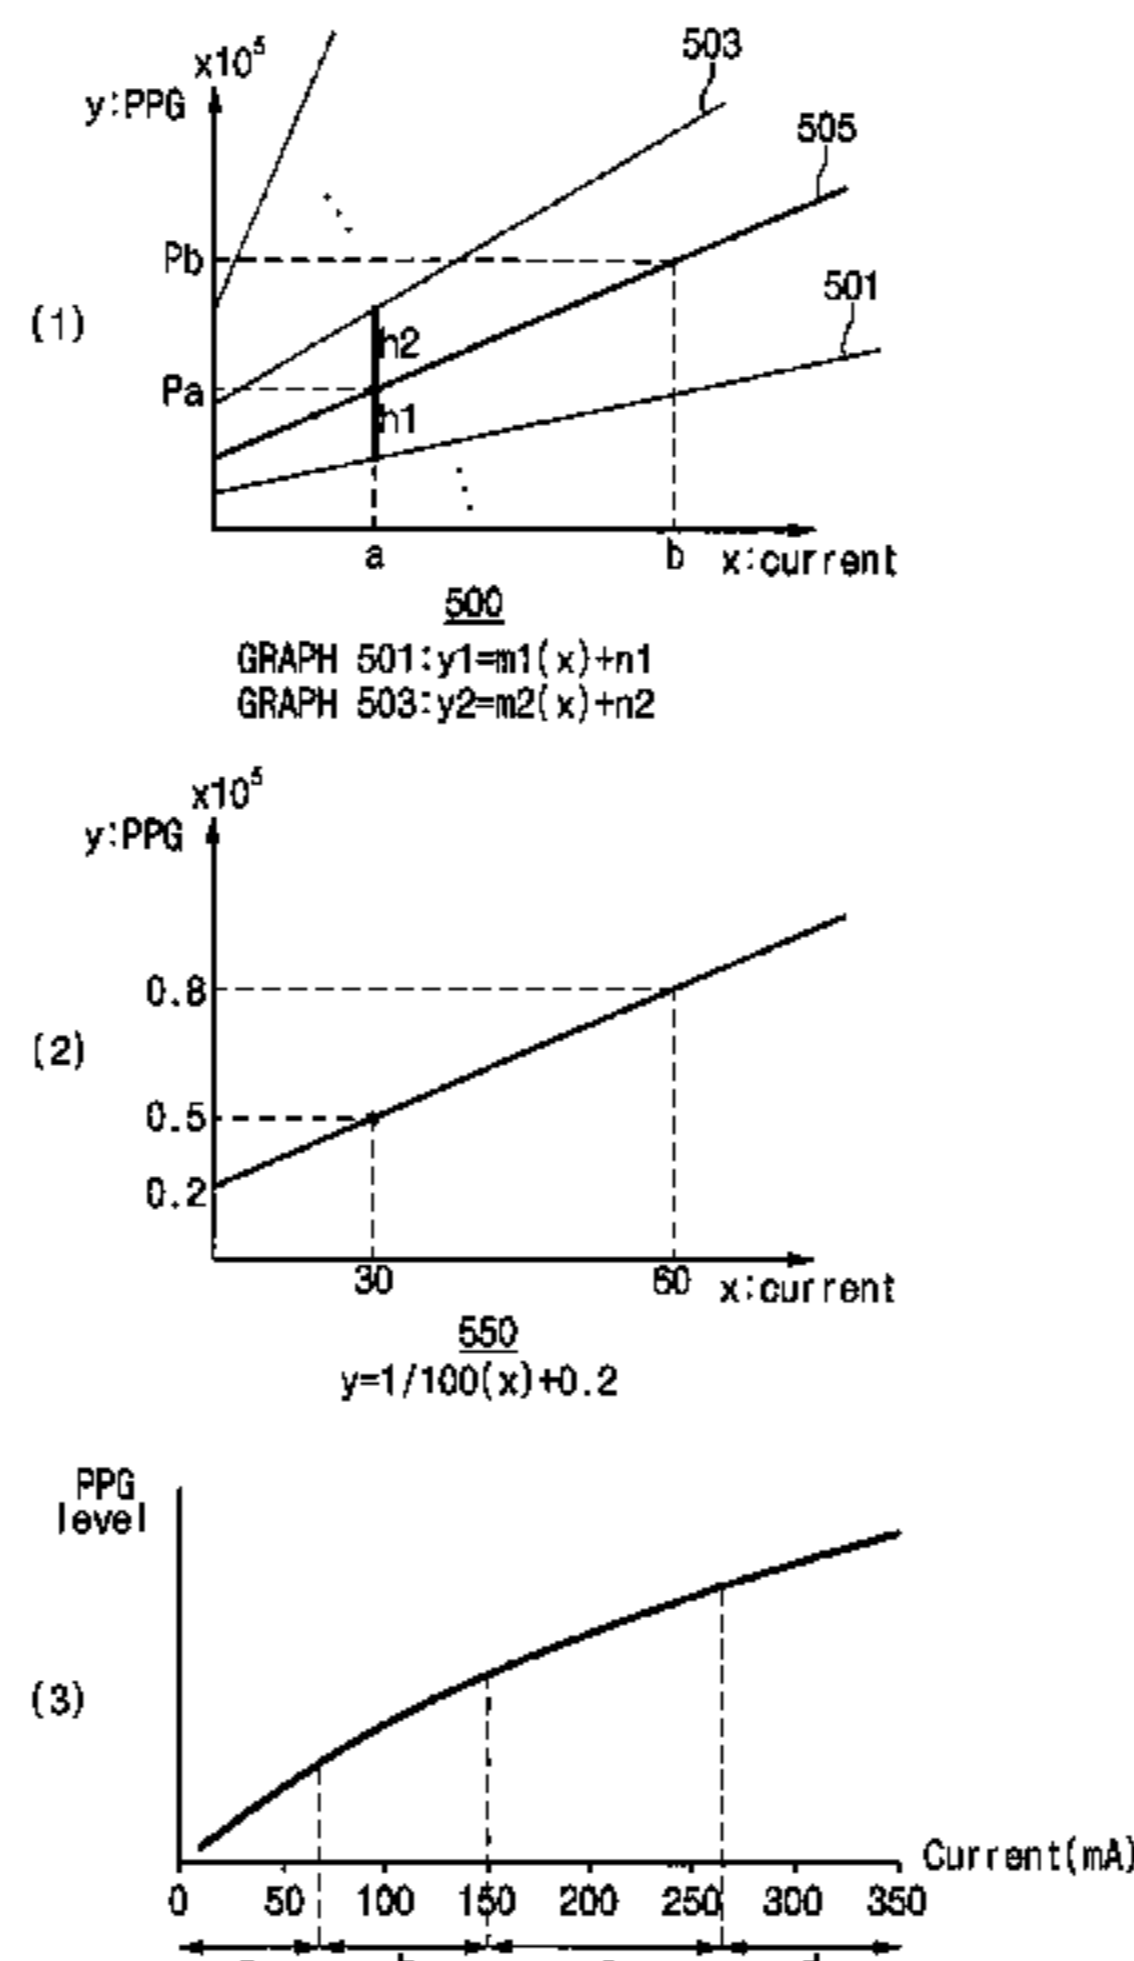 x10⁵
y:PPG
503
505
501
Pb
Pa
h2
h1
(1)
a
b
x:current
500
GRAPH 501:y1=m1(x)+n1
GRAPH 503:y2=m2(x)+n2
x10⁵
y:PPG
0.8
0.5
0.2
(2)
30
60
x:current
550
y=1/100(x)+0.2
PPG
level
(3)
Current(mA)
0 50 100 150 200 250 300 350